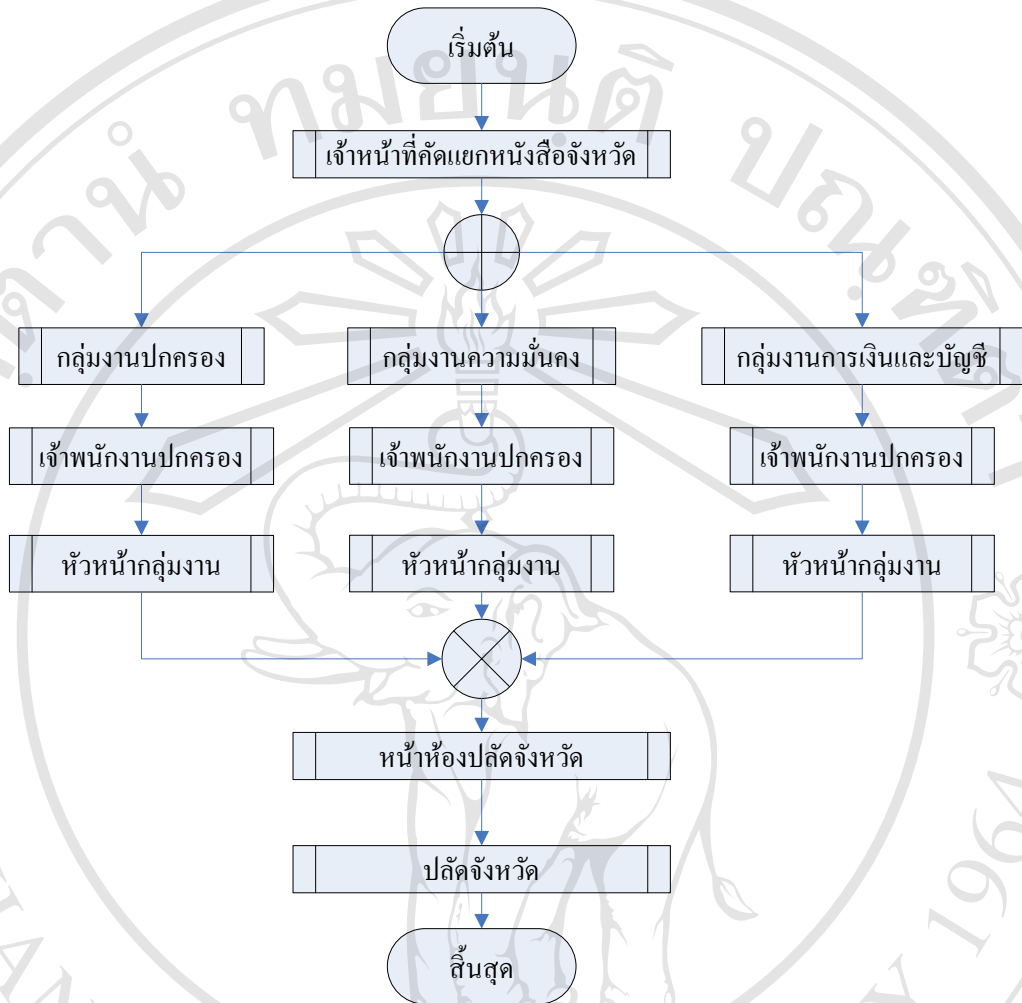 เริ่มต้น
เจ้าหน้าที่คัดแยกหนังสือจังหวัด
กลุ่มงานปกครอง
กลุ่มงานความมั่นคง
กลุ่มงานการเงินและบัญชี
เจ้าพนักงานปกครอง
เจ้าพนักงานปกครอง
เจ้าพนักงานปกครอง
หัวหน้ากลุ่มงาน
หัวหน้ากลุ่มงาน
หัวหน้ากลุ่มงาน
หน้าห้องปลัดจังหวัด
ปลัดจังหวัด
สิ้นสุด
1964